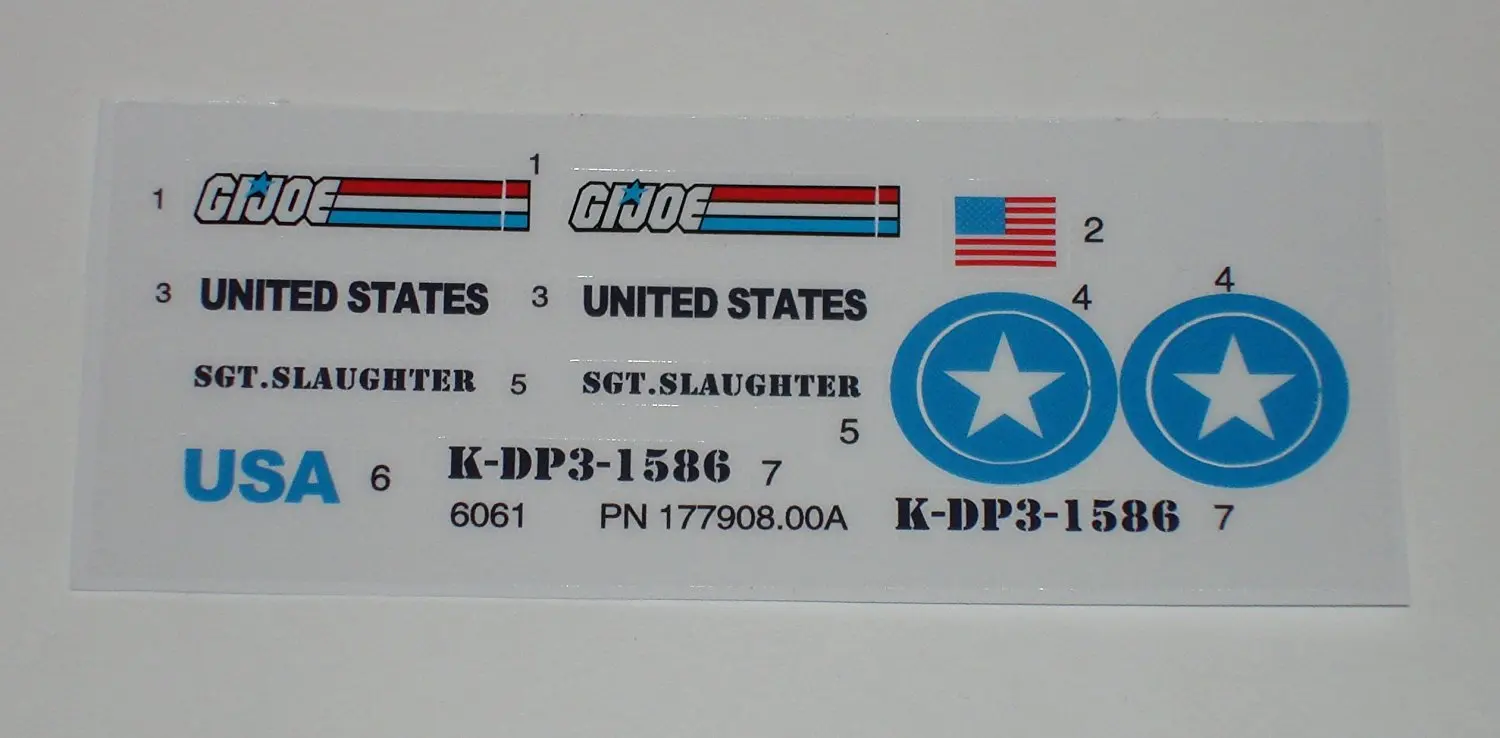 1 GIJOE 1 GIJOE 2
3 UNITED STATES 3 UNITED STATES 4 4
SGT.SLAUGHTER 5 SGT.SLAUGHTER 5
USA 6 K-DP3-1586 7
6061 PN 177908.00A K-DP3-1586 7